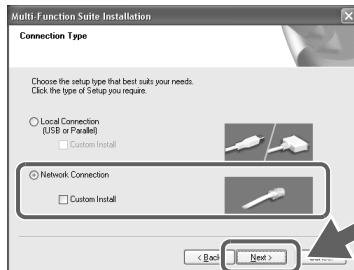 Multi-Function Suite Installation
Connection Type
Choose the setup type that best suits your needs.
Click the type of Setup you require.
Local Connection
(USB or Parallel)
Custom Install
Network Connection
Custom Install
< Back
Next >